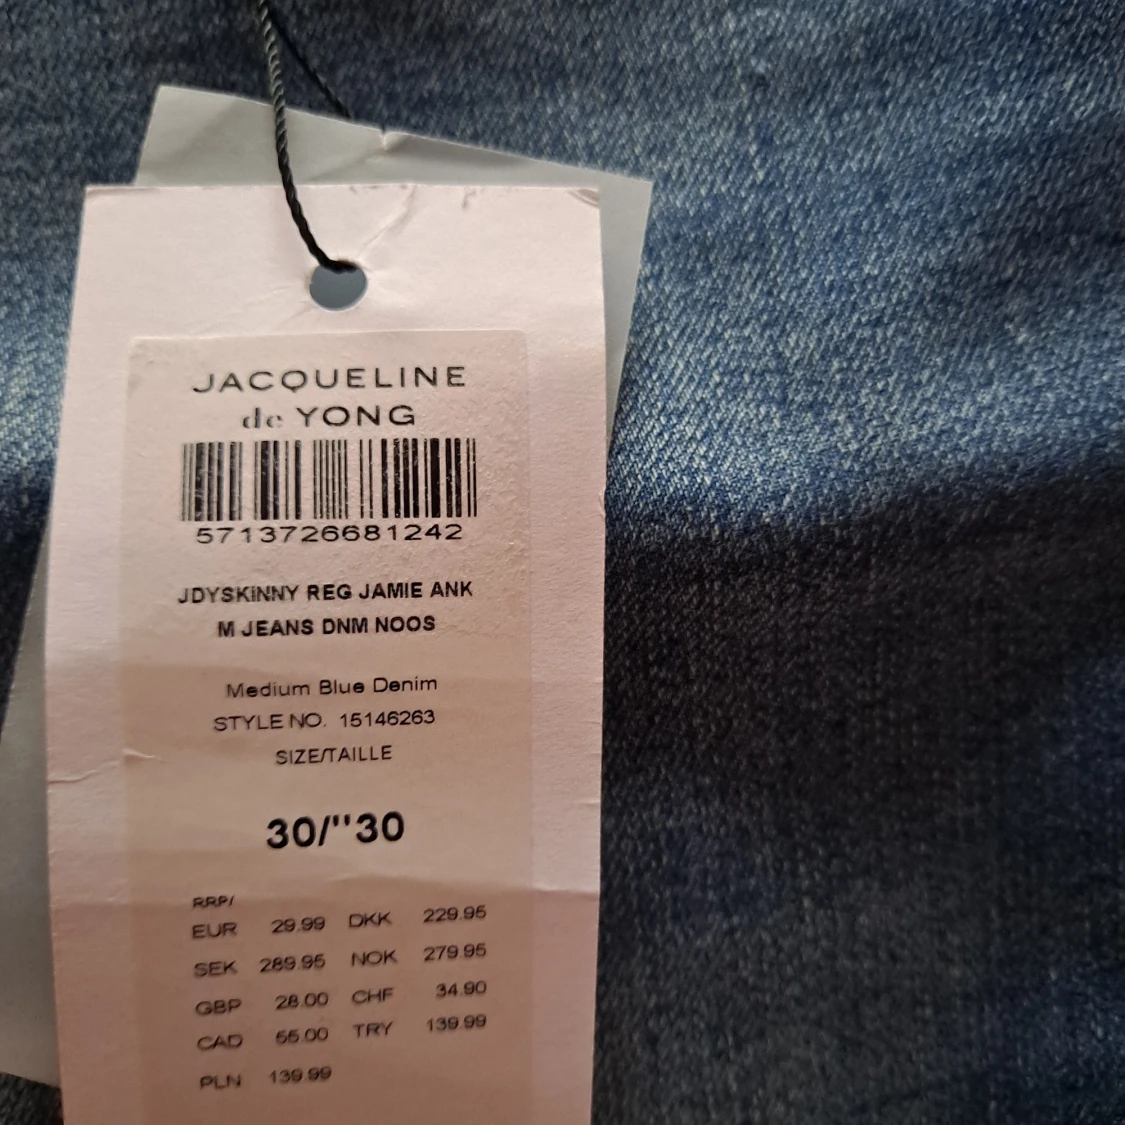 JACQUELINE
de YONG
5713726681242
JDYSKINNY REG JAMIE ANK
M JEANS DNM NOOS
Medium Blue Denim
STYLE NO. 15146263
SIZE/TAILLE
30/"30
RRP/
EUR 29.99 DKK 229.95
SEK 289.95 NOK 279.95
GBP 28.00 CHF 34.90
CAD 55.00 TRY 139.99
PLN 139.99